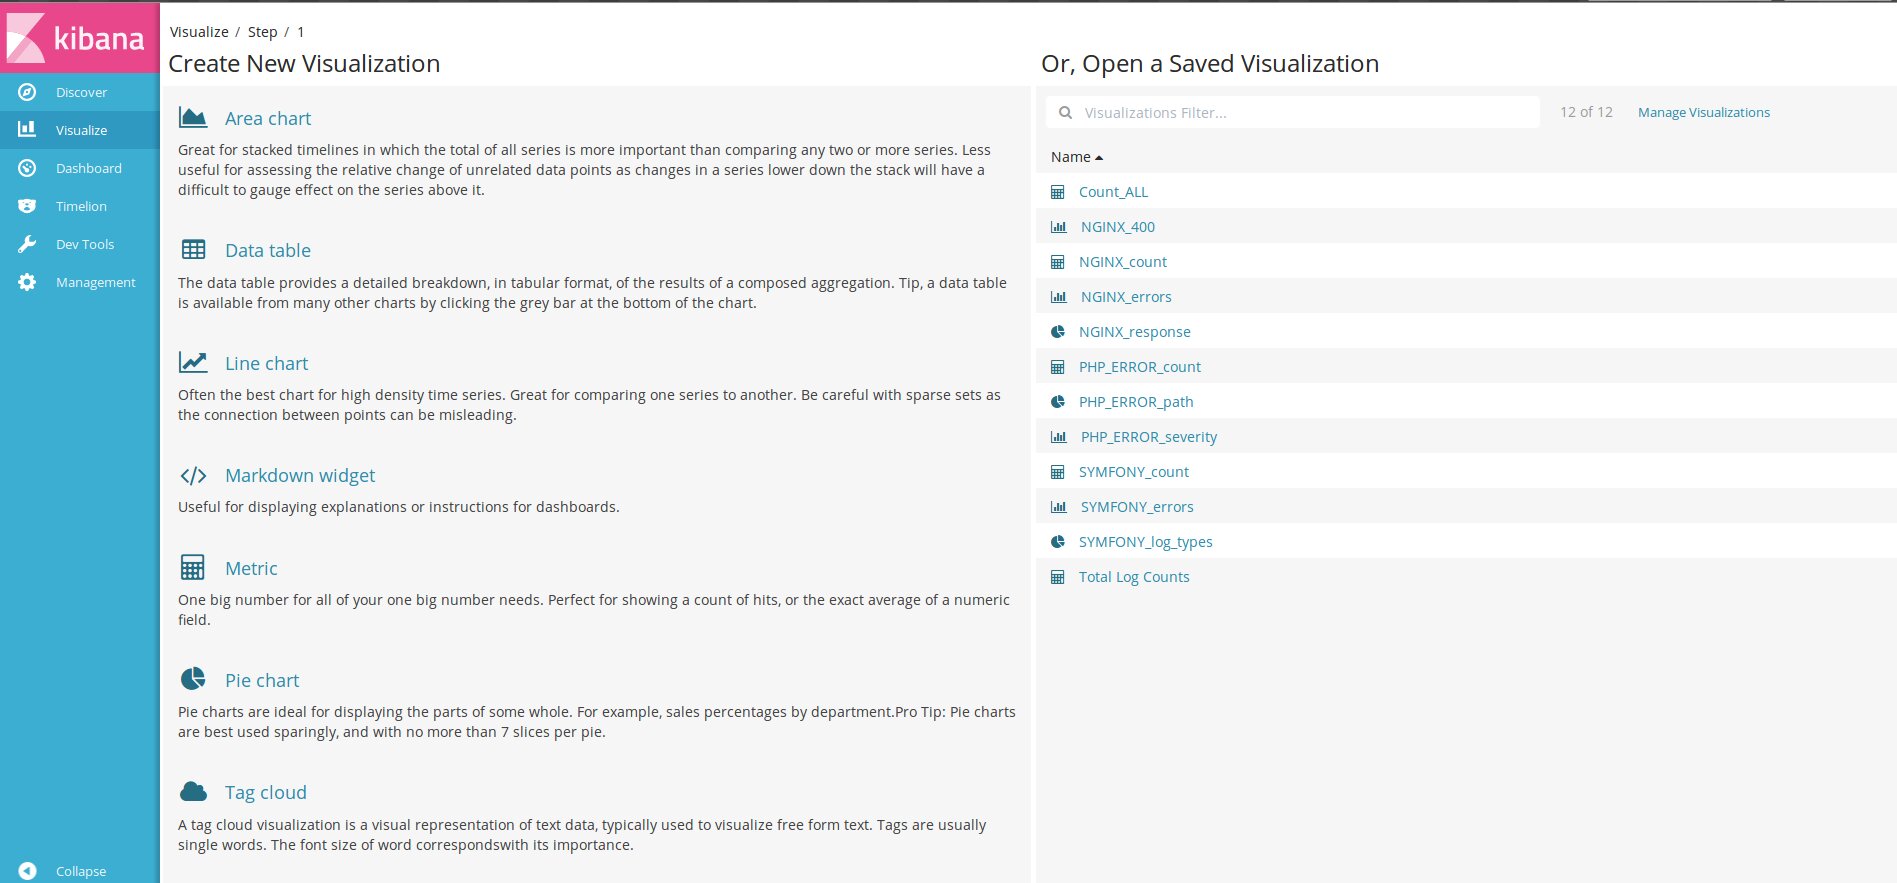 kibana
Discover
Visualize
Dashboard
Timelion
Dev Tools
Management
Collapse
Visualize / Step / 1
Create New Visualization
Area chart
Great for stacked timelines in which the total of all series is more important than comparing any two or more series. Less
useful for assessing the relative change of unrelated data points as changes in a series lower down the stack will have a
difficult to gauge effect on the series above it.
Data table
The data table provides a detailed breakdown, in tabular format, of the results of a composed aggregation. Tip, a data table
is available from many other charts by clicking the grey bar at the bottom of the chart.
Line chart
Often the best chart for high density time series. Great for comparing one series to another. Be careful with sparse sets as
the connection between points can be misleading.
Markdown widget
Useful for displaying explanations or instructions for dashboards.
Metric
One big number for all of your one big number needs. Perfect for showing a count of hits, or the exact average of a numeric
field.
Pie chart
Pie charts are ideal for displaying the parts of some whole. For example, sales percentages by department.Pro Tip: Pie charts
are best used sparingly, and with no more than 7 slices per pie.
Tag cloud
A tag cloud visualization is a visual representation of text data, typically used to visualize free form text. Tags are usually
single words. The font size of word correspondswith its importance.
Or, Open a Saved Visualization
Visualizations Filter...
12 of 12
Manage Visualizations
Name
Count_ALL
NGINX_400
NGINX_count
NGINX_errors
NGINX_response
PHP_ERROR_count
PHP_ERROR_path
PHP_ERROR_severity
SYMFONY_count
SYMFONY_errors
SYMFONY_log_types
Total Log Counts